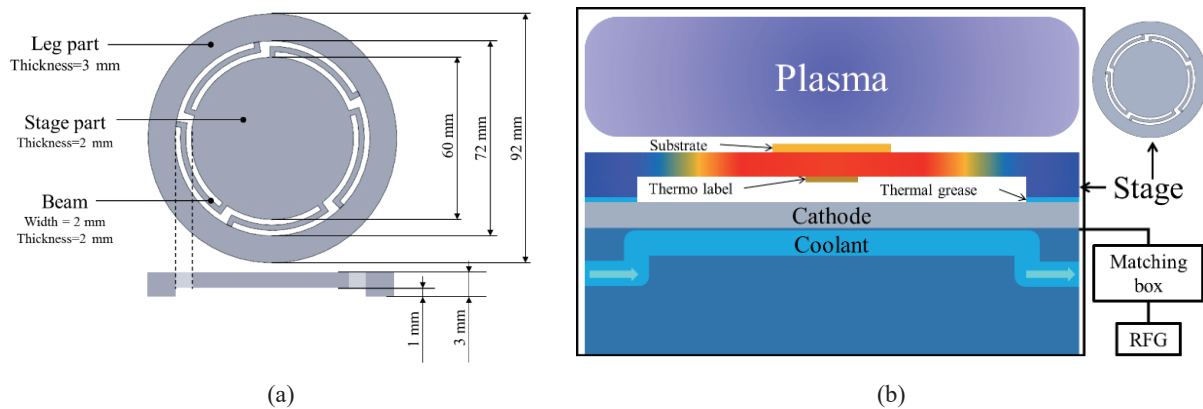 Leg part
Thickness=3 mm
Stage part
Thickness=2 mm
Beam
Width = 2 mm
Thickness=2 mm
60 mm
72 mm
92 mm
1 mm
3 mm
(a)
Plasma
Substrate
Thermo label
Thermal grease
Stage
Cathode
Coolant
Matching
box
RFG
(b)